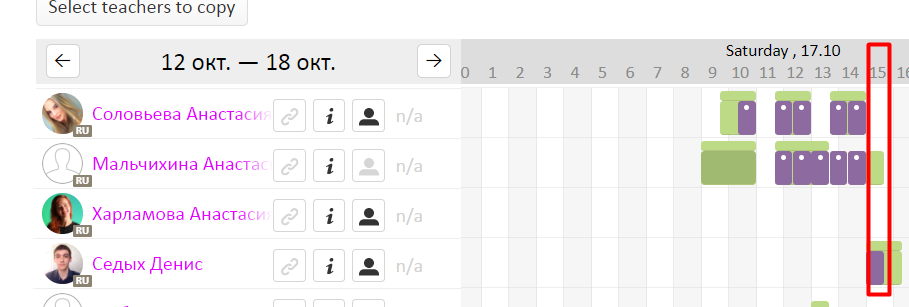 Select teachers to copy
← 12 окт. — 18 окт. →
Saturday , 17.10
0 1 2 3 4 5 6 7 8 9 10 11 12 13 14 15 16
Соловьева Анастасия i n/a
RU
Мальчихина Анастас i n/a
RU
Харламова Анастасия i n/a
RU
Седых Денис i n/a
RU